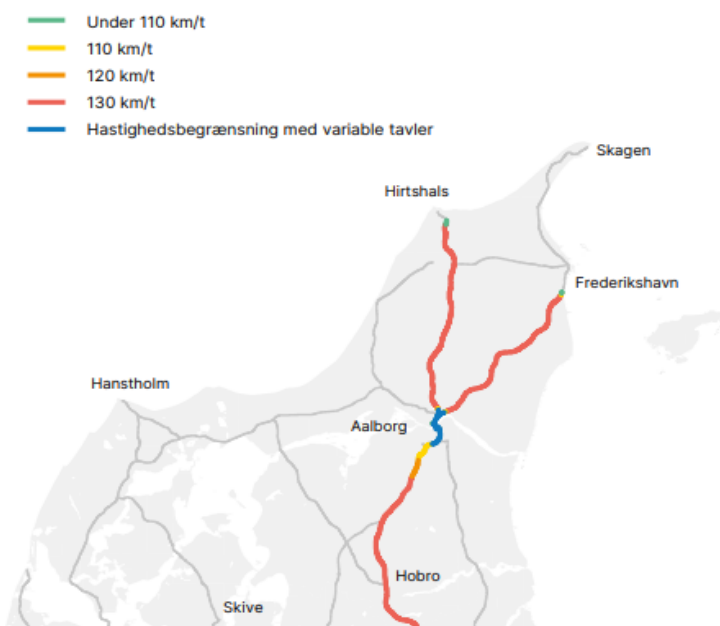 Under 110 km/t
110 km/t
120 km/t
130 km/t
Hastighedsbegrænsning med variable tavler
Skagen
Hirtshals
Frederikshavn
Hanstholm
Aalborg
Hobro
Skive